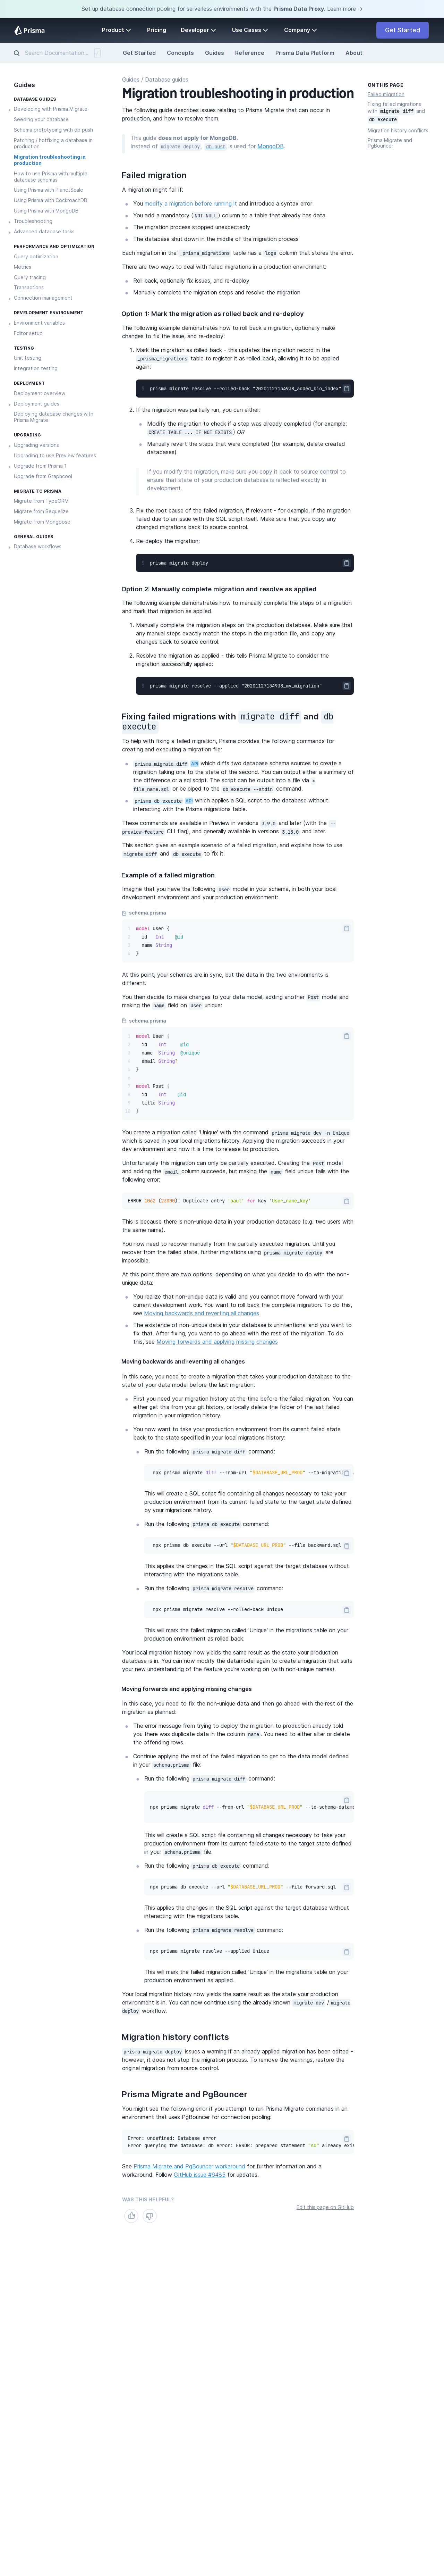 Set up database connection pooling for serverless environments with the Prisma Data Proxy. Learn more →
Prisma
Product
Pricing
Developer
Use Cases
Company
Get Started
Search Documentation...
/
Get Started
Concepts
Guides
Reference
Prisma Data Platform
About
Guides
DATABASE GUIDES
Developing with Prisma Migrate
Seeding your database
Schema prototyping with db push
Patching / hotfixing a database in
production
Migration troubleshooting in
production
How to use Prisma with multiple
database schemas
Using Prisma with PlanetScale
Using Prisma with CockroachDB
Using Prisma with MongoDB
Troubleshooting
Advanced database tasks
PERFORMANCE AND OPTIMIZATION
Query optimization
Metrics
Query tracing
Transactions
Connection management
DEVELOPMENT ENVIRONMENT
Environment variables
Editor setup
TESTING
Unit testing
Integration testing
DEPLOYMENT
Deployment overview
Deployment guides
Deploying database changes with
Prisma Migrate
UPGRADING
Upgrading versions
Upgrading to use Preview features
Upgrade from Prisma 1
Upgrade from Graphcool
MIGRATE TO PRISMA
Migrate from TypeORM
Migrate from Sequelize
Migrate from Mongoose
GENERAL GUIDES
Database workflows
Guides / Database guides
Migration troubleshooting in production
The following guide describes issues relating to Prisma Migrate that can occur in
production, and how to resolve them.
This guide does not apply for MongoDB.
Instead of migrate deploy, db push is used for MongoDB.
Failed migration
A migration might fail if:
You modify a migration before running it and introduce a syntax error
You add a mandatory (NOT NULL) column to a table that already has data
The migration process stopped unexpectedly
The database shut down in the middle of the migration process
Each migration in the _prisma_migrations table has a logs column that stores the error.
There are two ways to deal with failed migrations in a production environment:
Roll back, optionally fix issues, and re-deploy
Manually complete the migration steps and resolve the migration
Option 1: Mark the migration as rolled back and re-deploy
The following example demonstrates how to roll back a migration, optionally make
changes to fix the issue, and re-deploy:
1. Mark the migration as rolled back - this updates the migration record in the
_prisma_migrations table to register it as rolled back, allowing it to be applied
again:
$ prisma migrate resolve --rolled-back "20201127134938_added_bio_index"
2. If the migration was partially run, you can either:
Modify the migration to check if a step was already completed (for example:
CREATE TABLE ... IF NOT EXISTS) OR
Manually revert the steps that were completed (for example, delete created
databases)
If you modify the migration, make sure you copy it back to source control to
ensure that state of your production database is reflected exactly in
development.
3. Fix the root cause of the failed migration, if relevant - for example, if the migration
failed due to an issue with the SQL script itself. Make sure that you copy any
changed migrations back to source control.
4. Re-deploy the migration:
$ prisma migrate deploy
Option 2: Manually complete migration and resolve as applied
The following example demonstrates how to manually complete the steps of a migration
and mark that migration as applied.
1. Manually complete the migration steps on the production database. Make sure that
any manual steps exactly match the steps in the migration file, and copy any
changes back to source control.
2. Resolve the migration as applied - this tells Prisma Migrate to consider the
migration successfully applied:
$ prisma migrate resolve --applied "20201127134938_my_migration"
Fixing failed migrations with migrate diff and db
execute
To help with fixing a failed migration, Prisma provides the following commands for
creating and executing a migration file:
prisma migrate diff API which diffs two database schema sources to create a
migration taking one to the state of the second. You can output either a summary of
the difference or a sql script. The script can be output into a file via >
file_name.sql or be piped to the db execute --stdin command.
prisma db execute API which applies a SQL script to the database without
interacting with the Prisma migrations table.
These commands are available in Preview in versions 3.9.0 and later (with the --
preview-feature CLI flag), and generally available in versions 3.13.0 and later.
This section gives an example scenario of a failed migration, and explains how to use
migrate diff and db execute to fix it.
Example of a failed migration
Imagine that you have the following User model in your schema, in both your local
development environment and your production environment:
schema.prisma
1 model User {
2 id Int @id
3 name String
4 }
At this point, your schemas are in sync, but the data in the two environments is
different.
You then decide to make changes to your data model, adding another Post model and
making the name field on User unique:
schema.prisma
1 model User {
2 id Int @id
3 name String @unique
4 email String?
5 }
6
7 model Post {
8 id Int @id
9 title String
10 }
You create a migration called 'Unique' with the command prisma migrate dev -n Unique
which is saved in your local migrations history. Applying the migration succeeds in your
dev environment and now it is time to release to production.
Unfortunately this migration can only be partially executed. Creating the Post model
and adding the email column succeeds, but making the name field unique fails with the
following error:
ERROR 1062 (23000): Duplicate entry 'paul' for key 'User_name_key'
This is because there is non-unique data in your production database (e.g. two users with
the same name).
You now need to recover manually from the partially executed migration. Until you
recover from the failed state, further migrations using prisma migrate deploy are
impossible.
At this point there are two options, depending on what you decide to do with the non-
unique data:
You realize that non-unique data is valid and you cannot move forward with your
current development work. You want to roll back the complete migration. To do this,
see Moving backwards and reverting all changes
The existence of non-unique data in your database is unintentional and you want to
fix that. After fixing, you want to go ahead with the rest of the migration. To do
this, see Moving forwards and applying missing changes
Moving backwards and reverting all changes
In this case, you need to create a migration that takes your production database to the
state of your data model before the last migration.
First you need your migration history at the time before the failed migration. You can
either get this from your git history, or locally delete the folder of the last failed
migration in your migration history.
You now want to take your production environment from its current failed state
back to the state specified in your local migrations history:
Run the following prisma migrate diff command:
npx prisma migrate diff --from-url "$DATABASE_URL_PROD" --to-migratio
This will create a SQL script file containing all changes necessary to take your
production environment from its current failed state to the target state defined
by your migrations history.
Run the following prisma db execute command:
npx prisma db execute --url "$DATABASE_URL_PROD" --file backward.sql
This applies the changes in the SQL script against the target database without
interacting with the migrations table.
Run the following prisma migrate resolve command:
npx prisma migrate resolve --rolled-back Unique
This will mark the failed migration called 'Unique' in the migrations table on your
production environment as rolled back.
Your local migration history now yields the same result as the state your production
database is in. You can now modify the datamodel again to create a migration that suits
your new understanding of the feature you're working on (with non-unique names).
Moving forwards and applying missing changes
In this case, you need to fix the non-unique data and then go ahead with the rest of the
migration as planned:
The error message from trying to deploy the migration to production already told
you there was duplicate data in the column name. You need to either alter or delete
the offending rows.
Continue applying the rest of the failed migration to get to the data model defined
in your schema.prisma file:
Run the following prisma migrate diff command:
npx prisma migrate diff --from-url "$DATABASE_URL_PROD" --to-schema-datamo
This will create a SQL script file containing all changes necessary to take your
production environment from its current failed state to the target state defined
in your schema.prisma file.
Run the following prisma db execute command:
npx prisma db execute --url "$DATABASE_URL_PROD" --file forward.sql
This applies the changes in the SQL script against the target database without
interacting with the migrations table.
Run the following prisma migrate resolve command:
npx prisma migrate resolve --applied Unique
This will mark the failed migration called 'Unique' in the migrations table on your
production environment as applied.
Your local migration history now yields the same result as the state your production
environment is in. You can now continue using the already known migrate dev /migrate
deploy workflow.
Migration history conflicts
prisma migrate deploy issues a warning if an already applied migration has been edited -
however, it does not stop the migration process. To remove the warnings, restore the
original migration from source control.
Prisma Migrate and PgBouncer
You might see the following error if you attempt to run Prisma Migrate commands in an
environment that uses PgBouncer for connection pooling:
Error: undefined: Database error
Error querying the database: db error: ERROR: prepared statement "s0" already exis
See Prisma Migrate and PgBouncer workaround for further information and a
workaround. Follow GitHub issue #6485 for updates.
WAS THIS HELPFUL?
Edit this page on GitHub
ON THIS PAGE
Failed migration
Fixing failed migrations
with migrate diff and
db execute
Migration history conflicts
Prisma Migrate and
PgBouncer